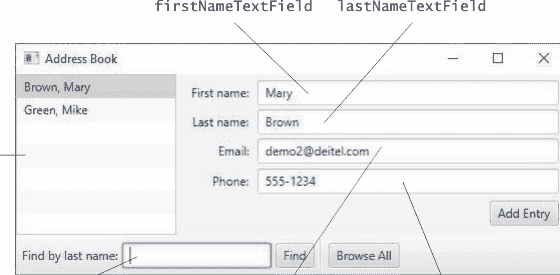 firstNameTextField lastNameTextField
Address Book
Brown, Mary
Green, Mike
First name: Mary
Last name: Brown
Email: demo2@deitel.com
Phone: 555-1234
Add Entry
Find by last name: Find Browse All